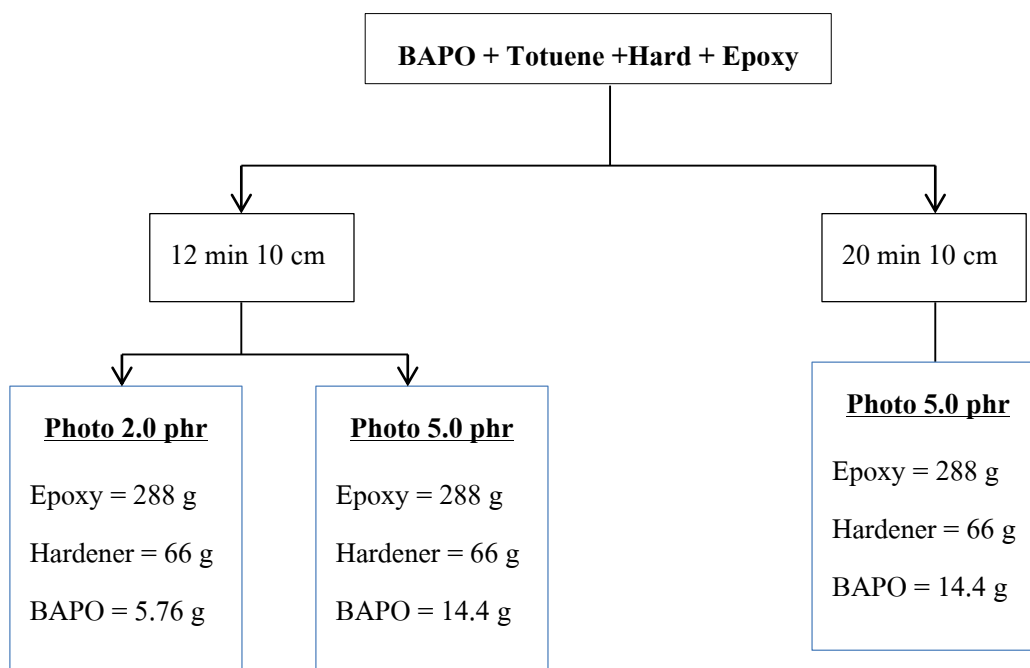 BAPO + Totuene +Hard + Epoxy
12 min 10 cm
20 min 10 cm
Photo 2.0 phr
Epoxy = 288 g
Hardener = 66 g
BAPO = 5.76 g
Photo 5.0 phr
Epoxy = 288 g
Hardener = 66 g
BAPO = 14.4 g
Photo 5.0 phr
Epoxy = 288 g
Hardener = 66 g
BAPO = 14.4 g